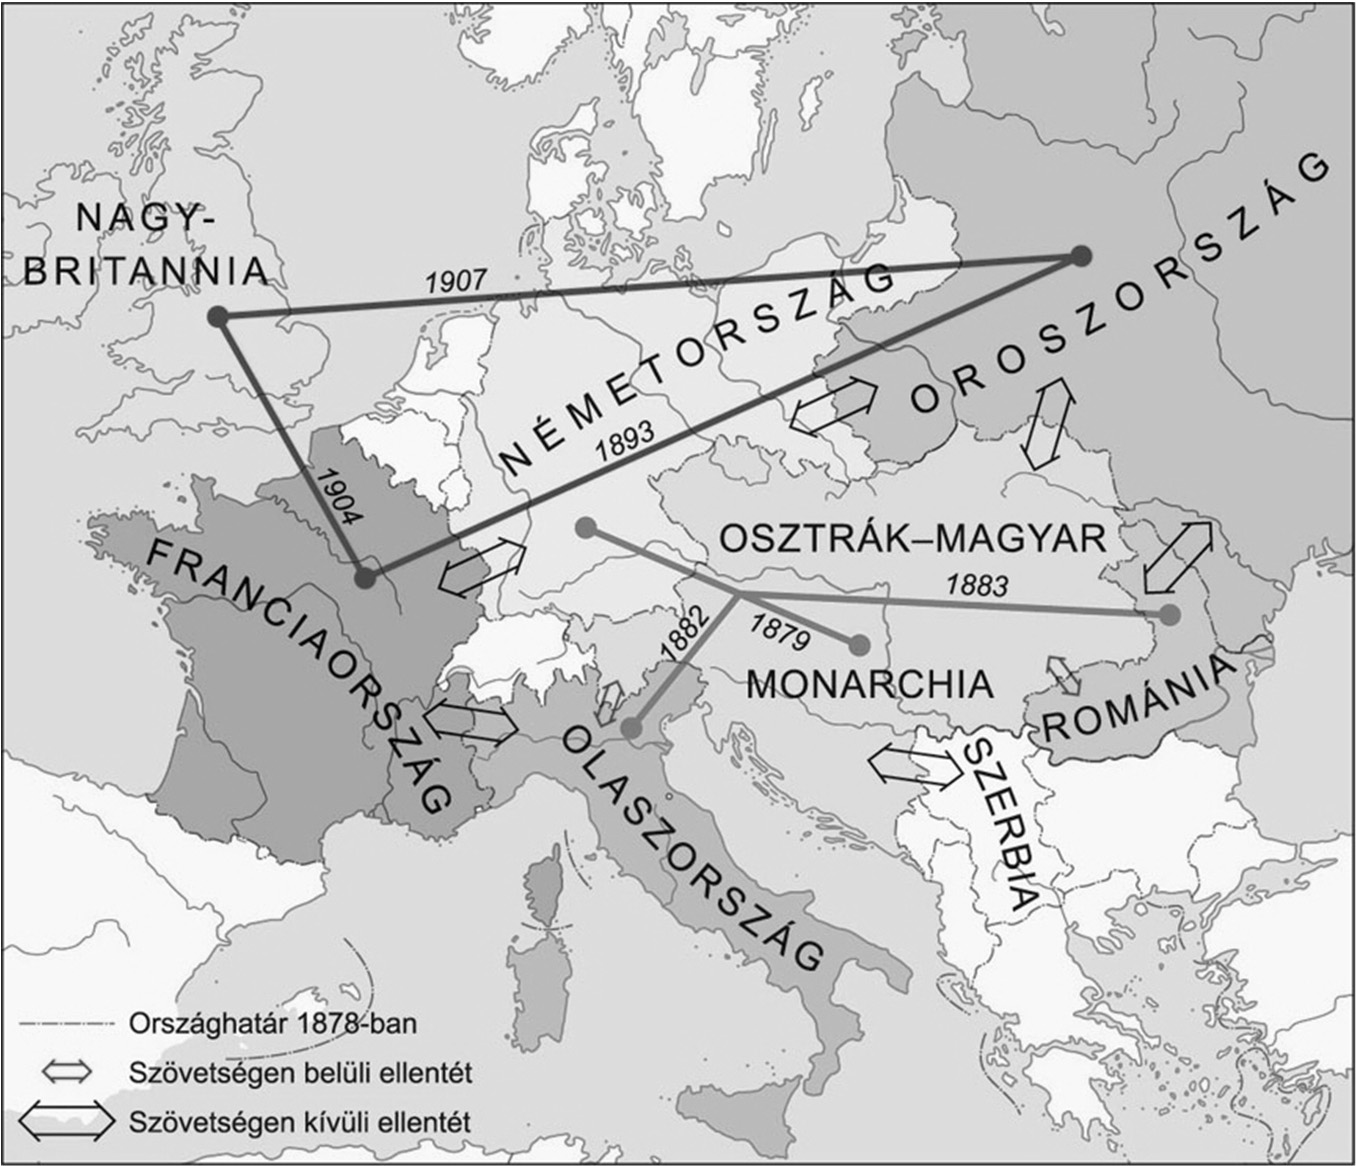 NAGY-
BRITANNIA
1907
NÉMETORSZÁG
OROSZORSZÁG
1893
1904
FRANCIAORSZÁG
OSZTRÁK–MAGYAR
1883
1882
1879
MONARCHIA
ROMÁNIA
OLASZORSZÁG
SZERBIA
Országhatár 1878-ban
Szövetségen belüli ellentét
Szövetségen kívüli ellentét